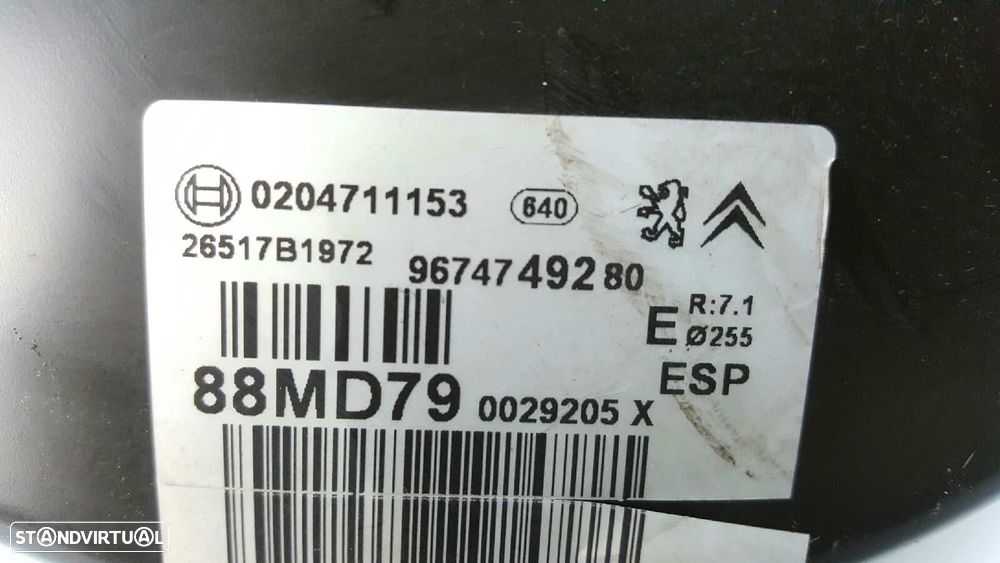 0204711153 640
26517B1972
9674749280
E R:7.1
Ø255
ESP
88MD79 0029205 X
STANDVIRTUAL